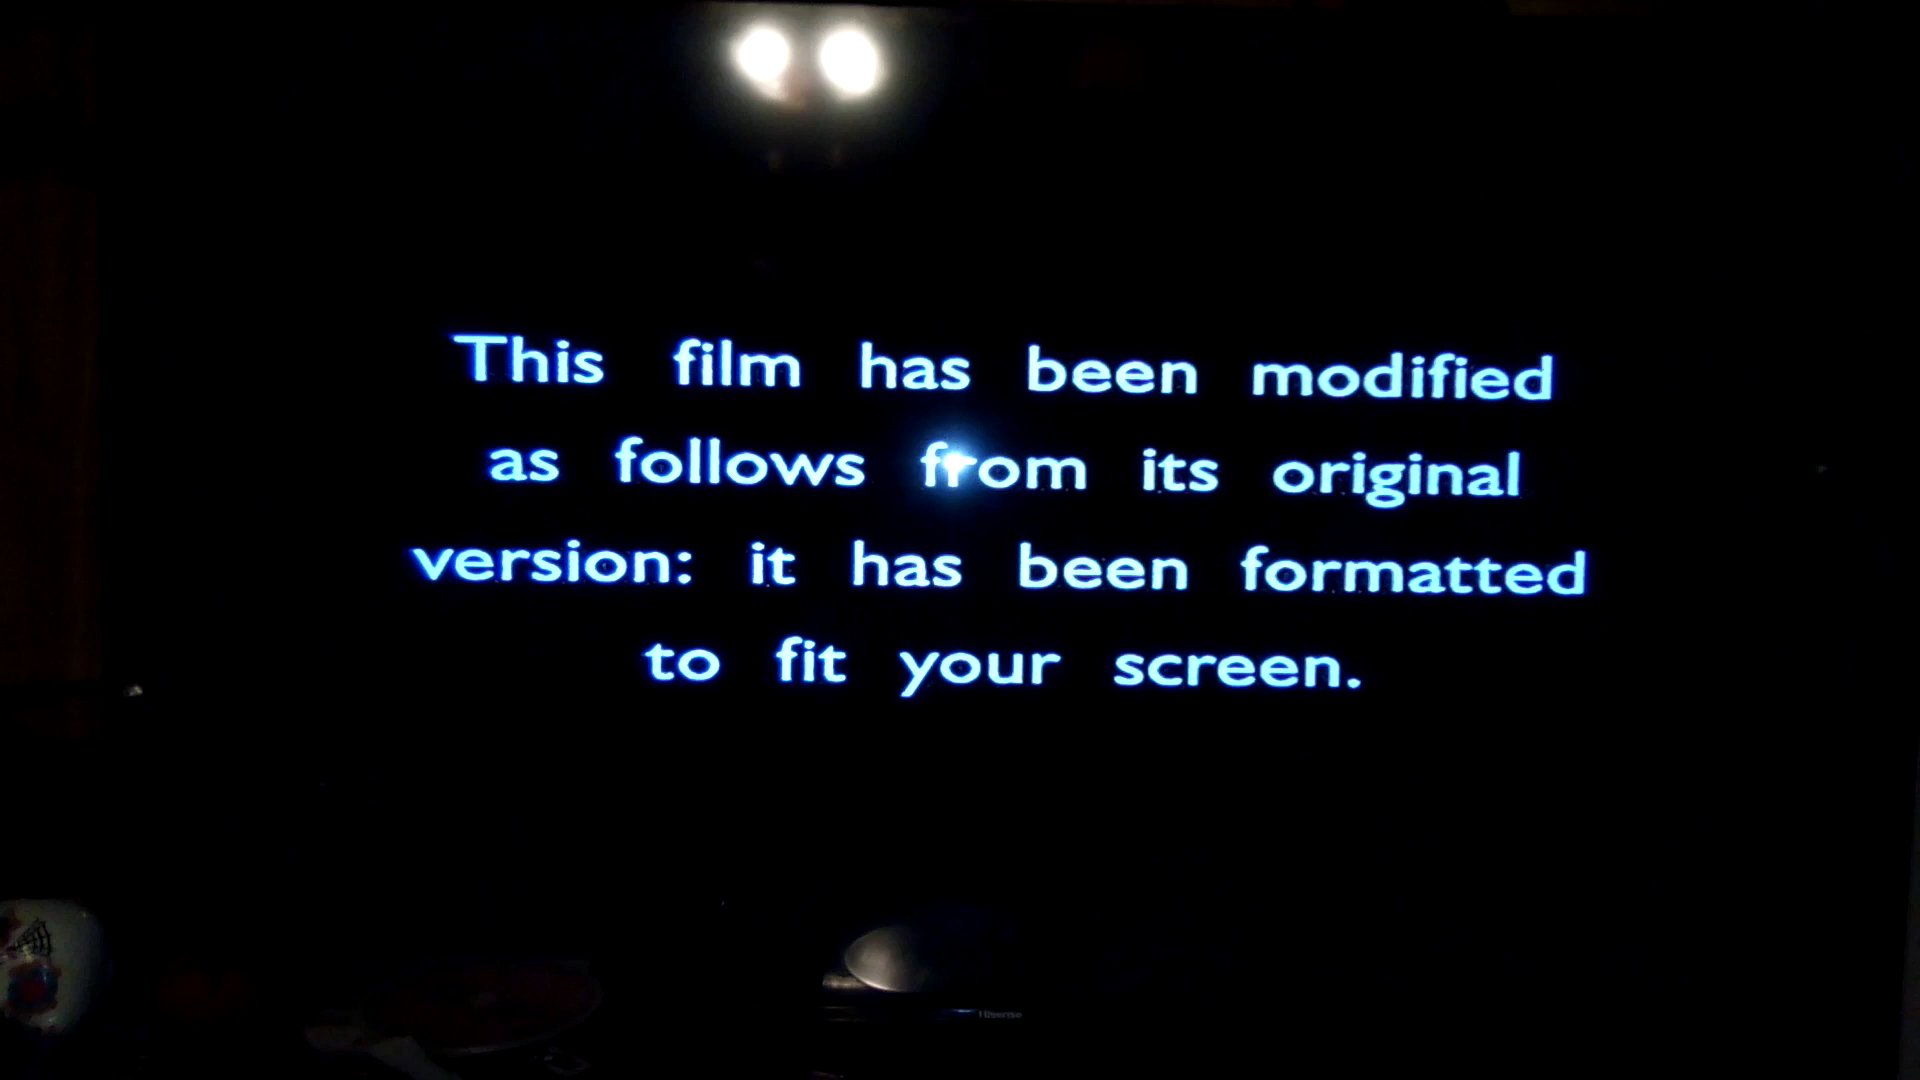 This film has been modified
as follows from its original
version: it has been formatted
to fit your screen.
Hisense